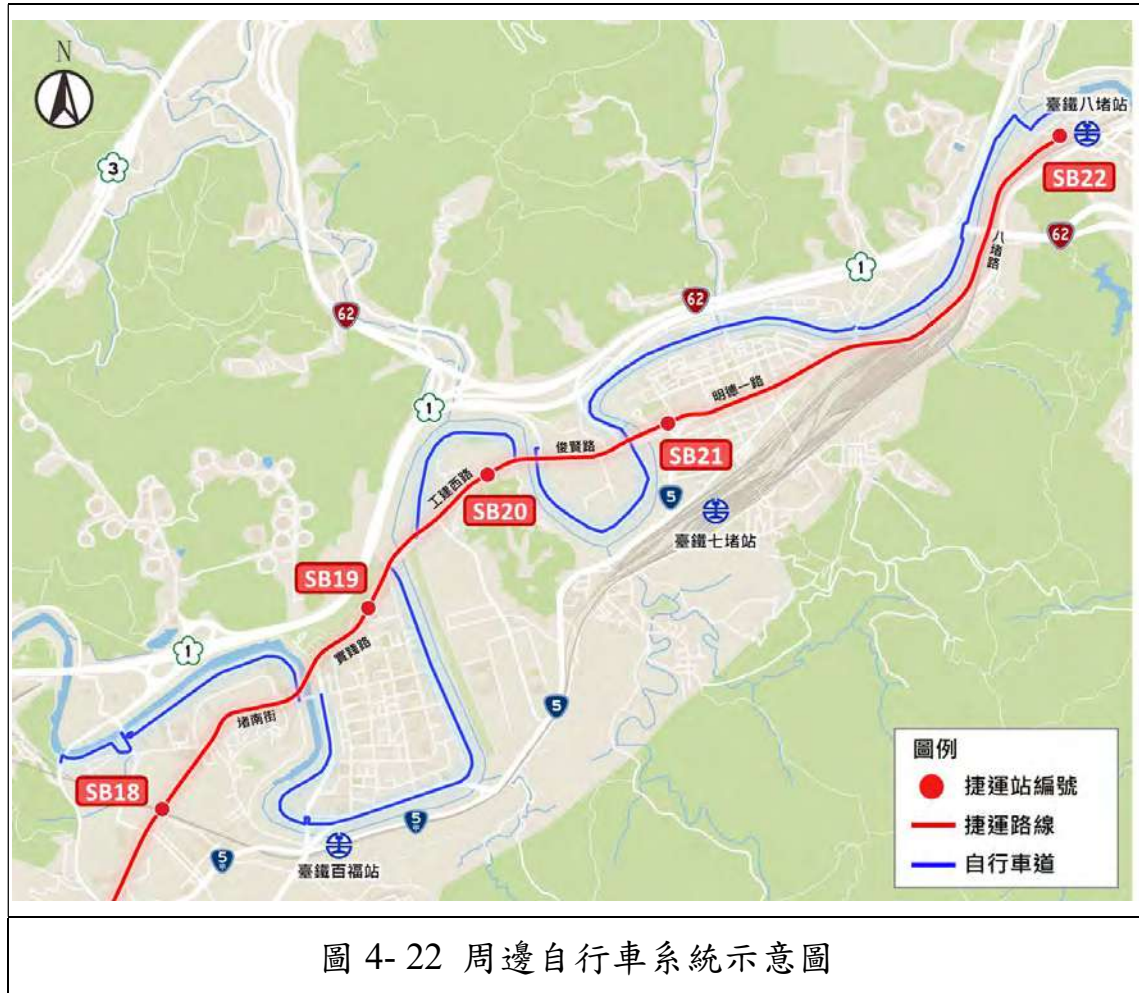 N
臺鐵八堵站
3
SB22
62
八堵路
1
62
62
1
明德一路
俊賢路
SB21
工建西路
5
SB20
臺鐵七堵站
SB19
實踐路
1
5
堵南街
圖例
捷運站編號
SB18
捷運路線
5甲
5甲
自行車道
臺鐵百福站
圖 4- 22 周邊自行車系統示意圖